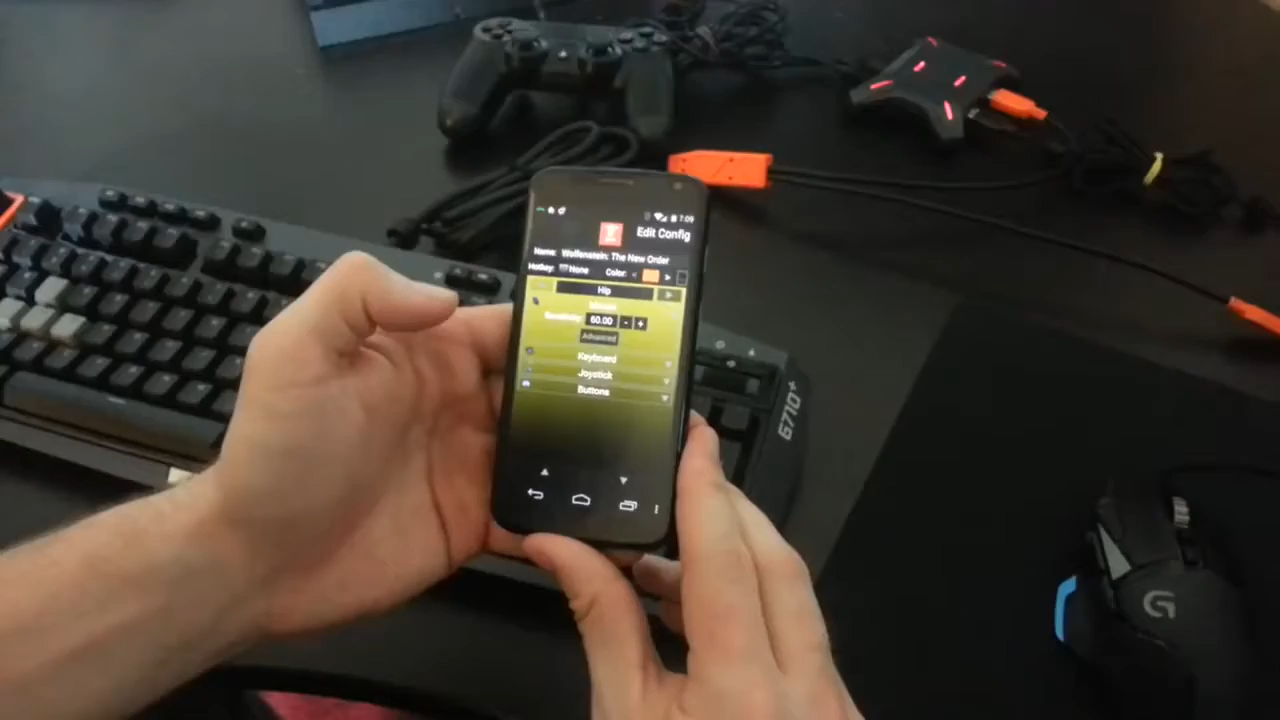 7:09
Edit Config
Name: Wolfenstein: The New Order
Hotkey: None Color: < >
Hip
Sensitivity: 60.00 - +
Advanced
Keyboard
Joystick
Buttons
G710+
G